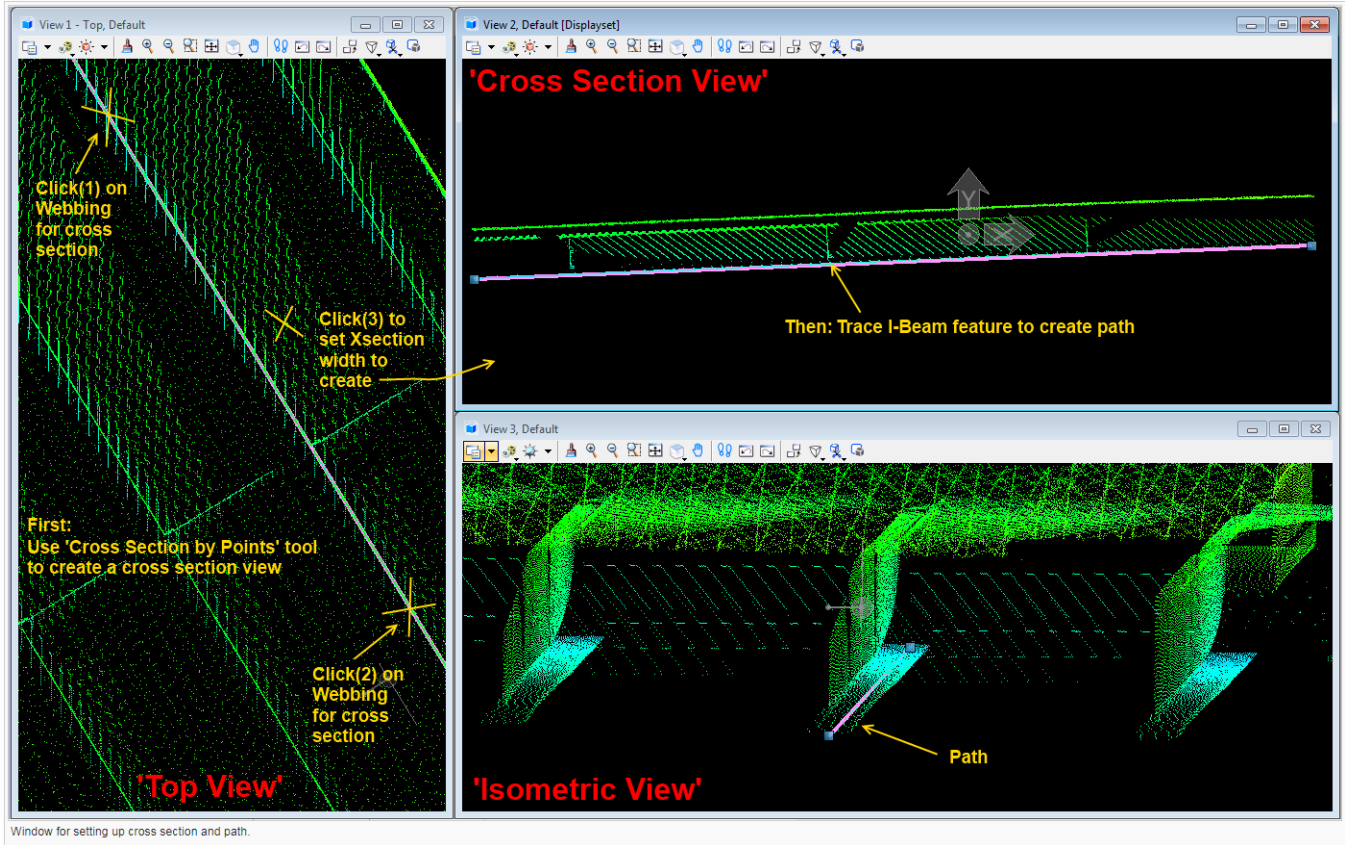 View 1 - Top, Default
Click(1) on
Webbing
for cross
section
Click(3) to
set Xsection
width to
create
First:
Use 'Cross Section by Points' tool
to create a cross section view
Click(2) on
Webbing
for cross
section
'Top View'
View 2, Default [Displayset]
'Cross Section View'
Y
X
Then: Trace I-Beam feature to create path
View 3, Default
Path
'Isometric View'
Window for setting up cross section and path.